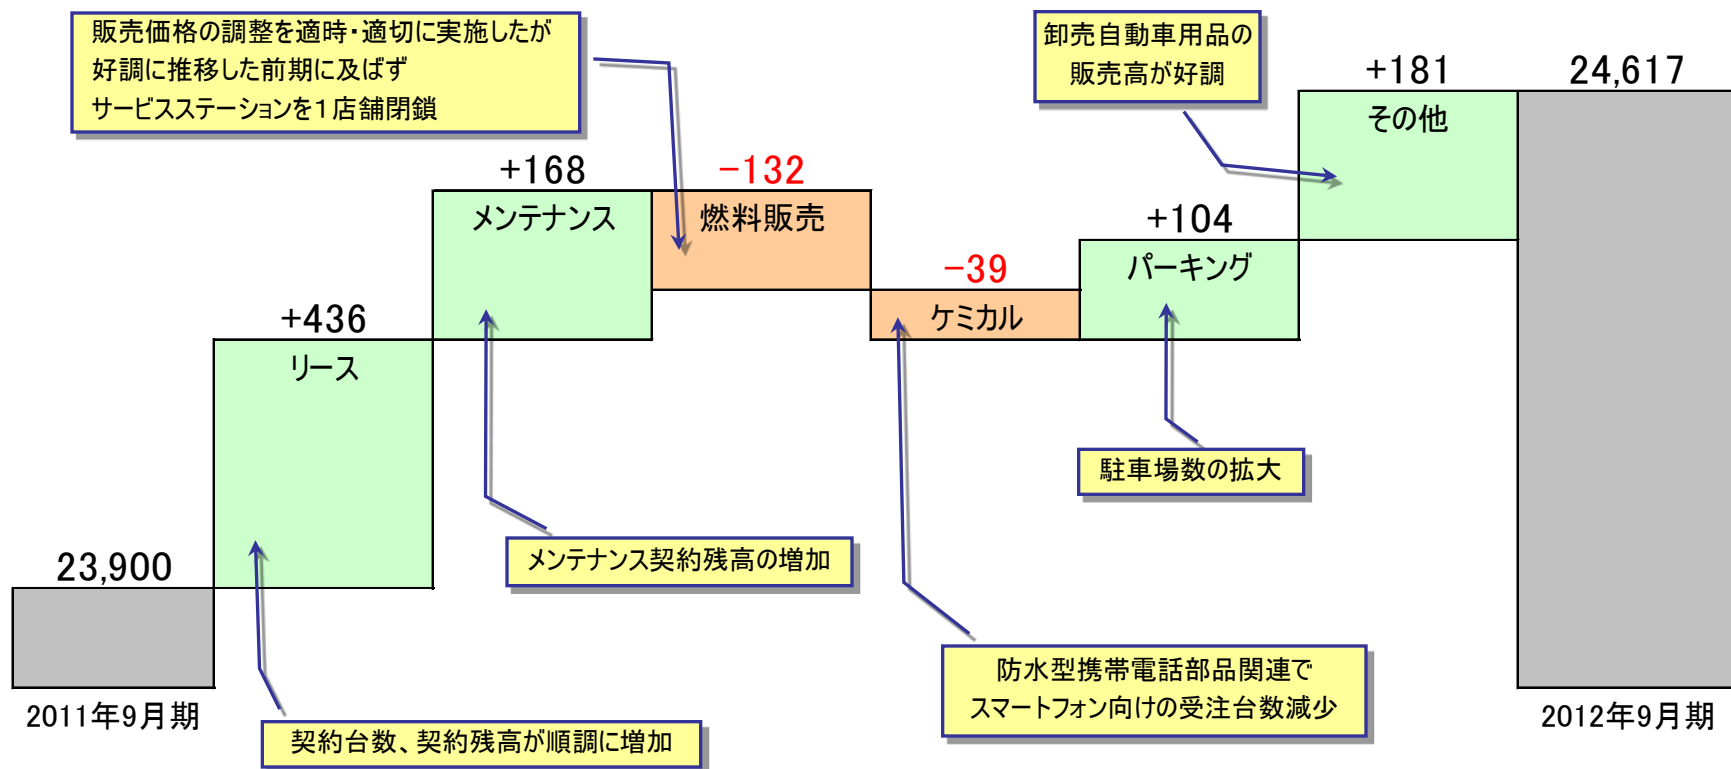 販売価格の調整を適時・適切に実施したが
好調に推移した前期に及ばず
サービスステーションを1店舗閉鎖
卸売自動車用品の
販売高が好調
+181
その他
24,617
+168
メンテナンス
-132
燃料販売
+104
パーキング
-39
ケミカル
+436
リース
駐車場数の拡大
メンテナンス契約残高の増加
23,900
防水型携帯電話部品関連で
スマートフォン向けの受注台数減少
2011年9月期
2012年9月期
契約台数、契約残高が順調に増加